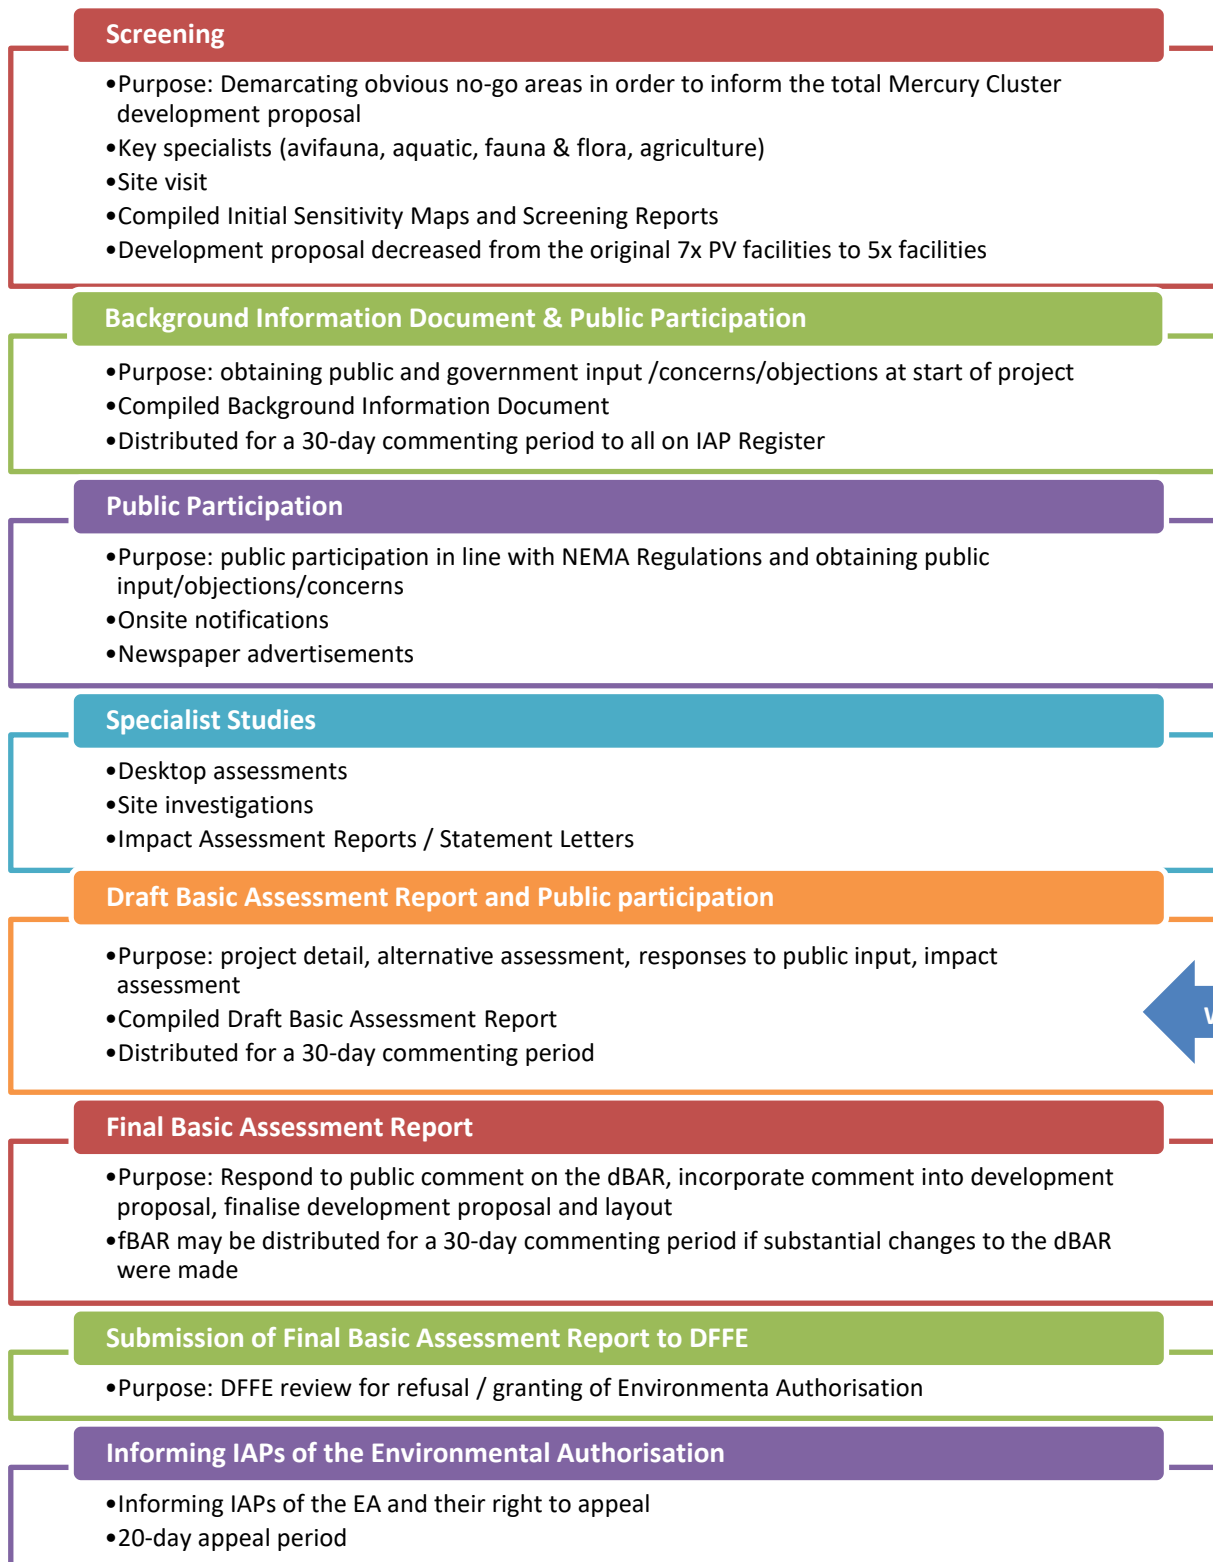 Screening
•Purpose: Demarcating obvious no-go areas in order to inform the total Mercury Cluster
development proposal
•Key specialists (avifauna, aquatic, fauna & flora, agriculture)
•Site visit
•Compiled Initial Sensitivity Maps and Screening Reports
•Development proposal decreased from the original 7x PV facilities to 5x facilities
Background Information Document & Public Participation
•Purpose: obtaining public and government input /concerns/objections at start of project
•Compiled Background Information Document
•Distributed for a 30-day commenting period to all on IAP Register
Public Participation
•Purpose: public participation in line with NEMA Regulations and obtaining public
input/objections/concerns
•Onsite notifications
•Newspaper advertisements
Specialist Studies
•Desktop assessments
•Site investigations
•Impact Assessment Reports / Statement Letters
Draft Basic Assessment Report and Public participation
•Purpose: project detail, alternative assessment, responses to public input, impact
assessment
•Compiled Draft Basic Assessment Report
•Distributed for a 30-day commenting period
Final Basic Assessment Report
•Purpose: Respond to public comment on the dBAR, incorporate comment into development
proposal, finalise development proposal and layout
•fBAR may be distributed for a 30-day commenting period if substantial changes to the dBAR
were made
Submission of Final Basic Assessment Report to DFFE
•Purpose: DFFE review for refusal / granting of Environmenta Authorisation
Informing IAPs of the Environmental Authorisation
•Informing IAPs of the EA and their right to appeal
•20-day appeal period